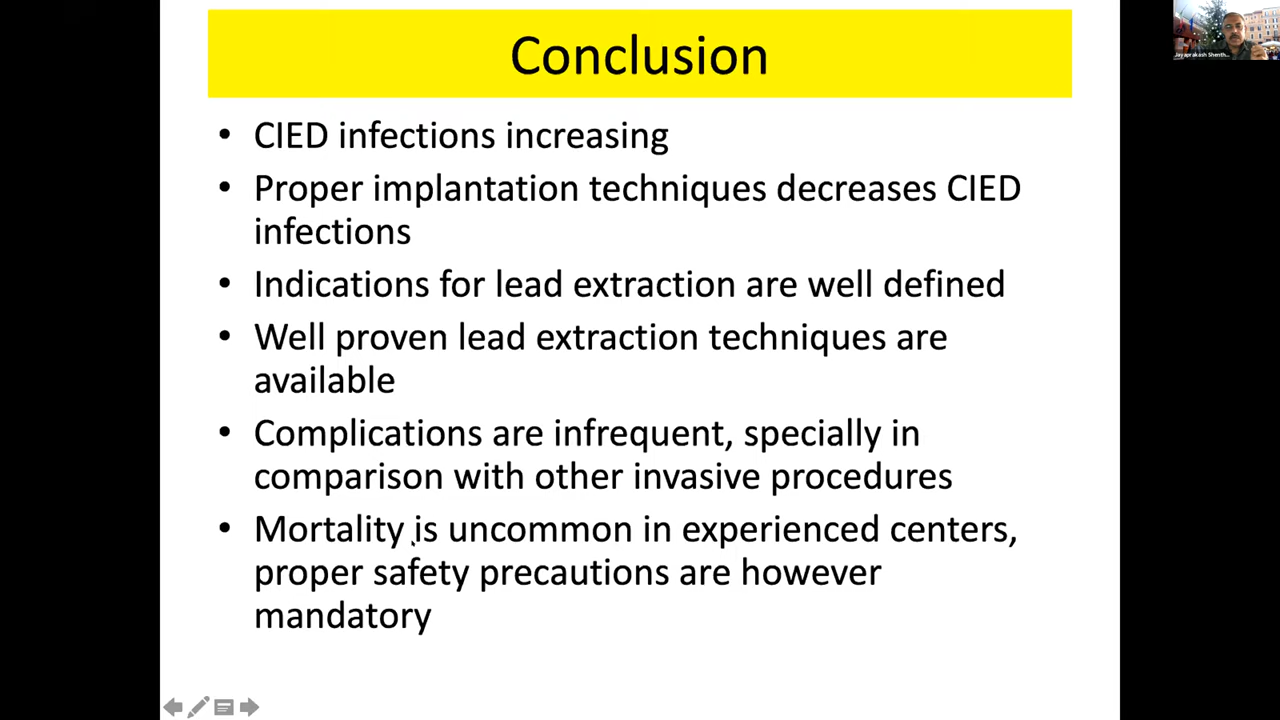 Conclusion
Jayaprakash Shenth...
• CIED infections increasing
• Proper implantation techniques decreases CIED
infections
• Indications for lead extraction are well defined
• Well proven lead extraction techniques are
available
• Complications are infrequent, specially in
comparison with other invasive procedures
• Mortality is uncommon in experienced centers,
proper safety precautions are however
mandatory